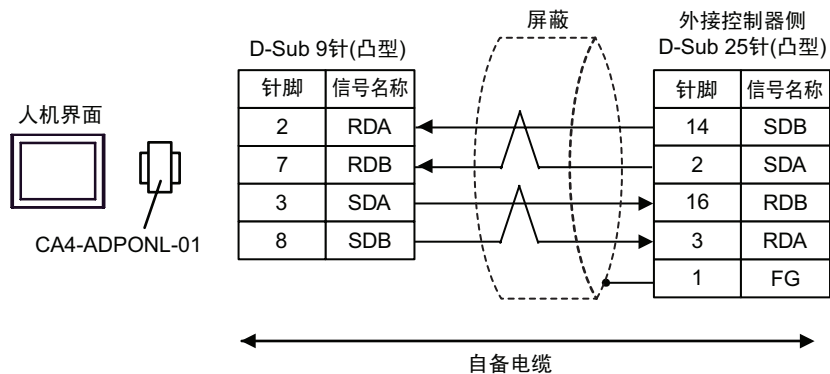 屏蔽
外接控制器侧
D-Sub 9针(凸型)
D-Sub 25针(凸型)
人机界面
CA4-ADPONL-01
针脚 信号名称
2 RDA
7 RDB
3 SDA
8 SDB
针脚 信号名称
14 SDB
2 SDA
16 RDB
3 RDA
1 FG
自备电缆